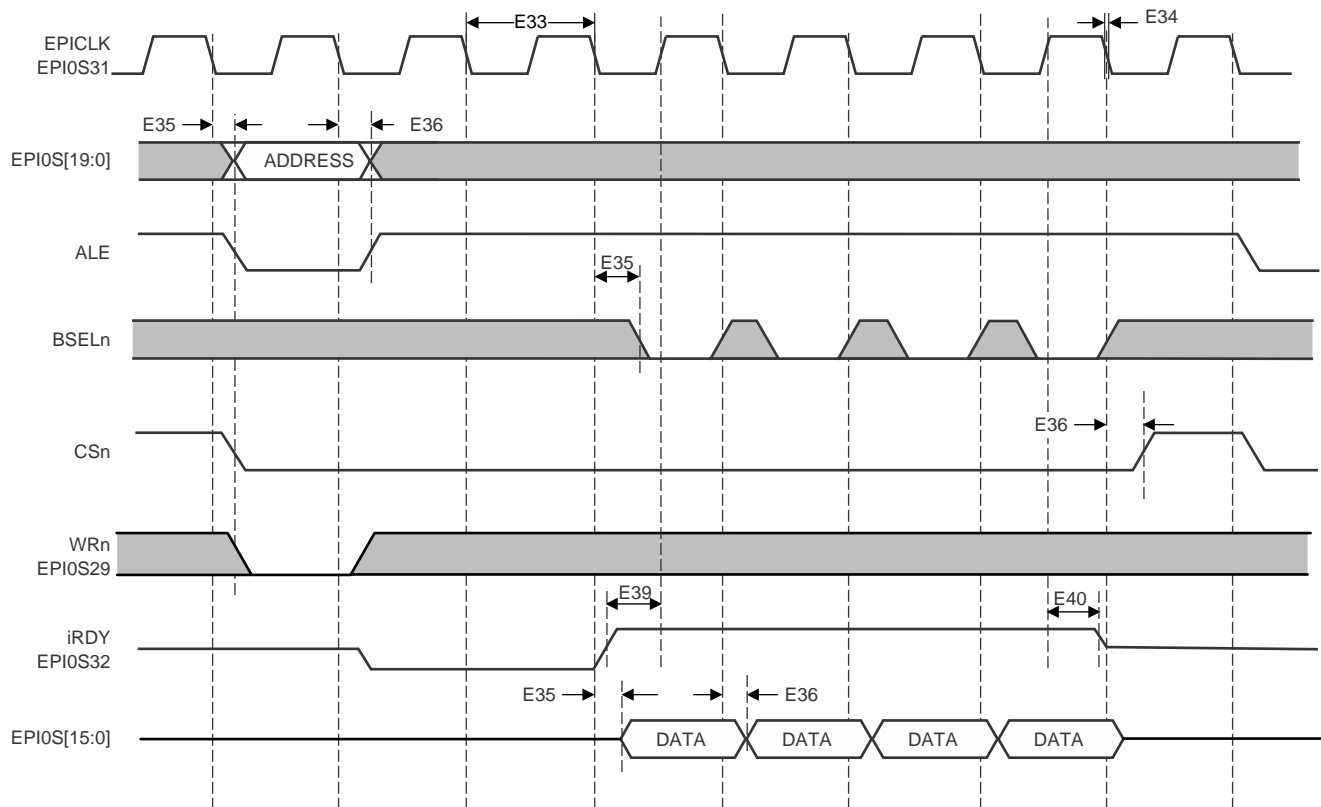 E33
E34
EPICLK
EPI0S31
E35
E36
EPI0S[19:0]
ADDRESS
ALE
E35
BSELn
E36
CSn
WRn
EPI0S29
E39
E40
iRDY
EPI0S32
E35
E36
EPI0S[15:0]
DATA
DATA
DATA
DATA